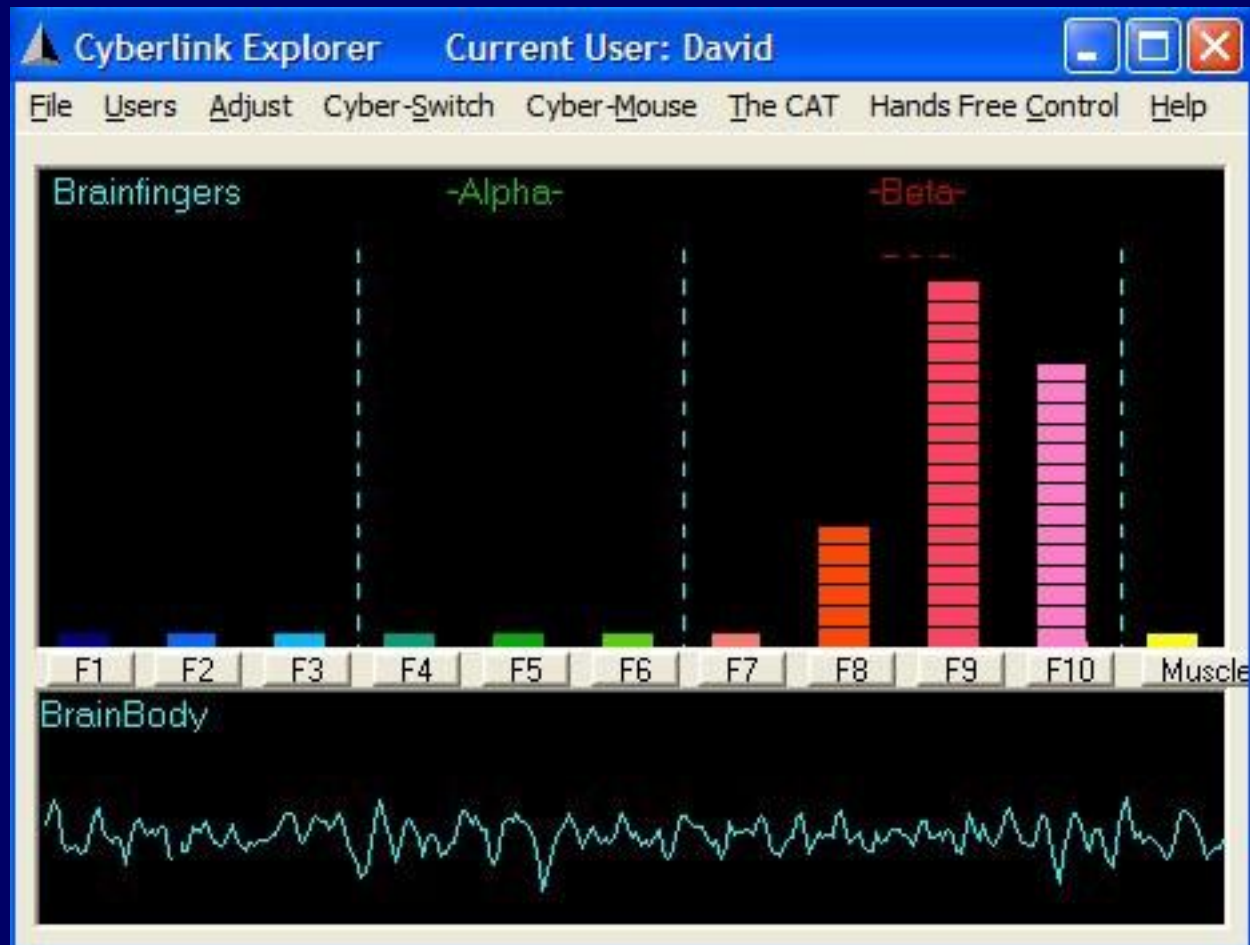 Cyberlink Explorer Current User: David
File Users Adjust Cyber-Switch Cyber-Mouse The CAT Hands Free Control Help
Brainfingers -Alpha- -Beta-
F1 F2 F3 F4 F5 F6 F7 F8 F9 F10 Muscle
BrainBody